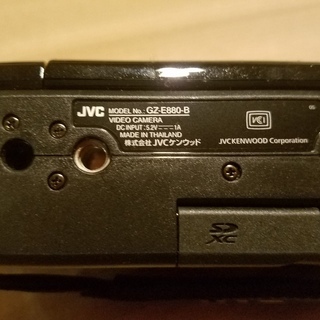 JVC MODEL No. GZ-E880-B
VIDEO CAMERA
DC INPUT: 5.2V ⎓ 1A
MADE IN THAILAND
株式会社 JVCケンウッド
VCI
JVCKENWOOD Corporation
SD
XC